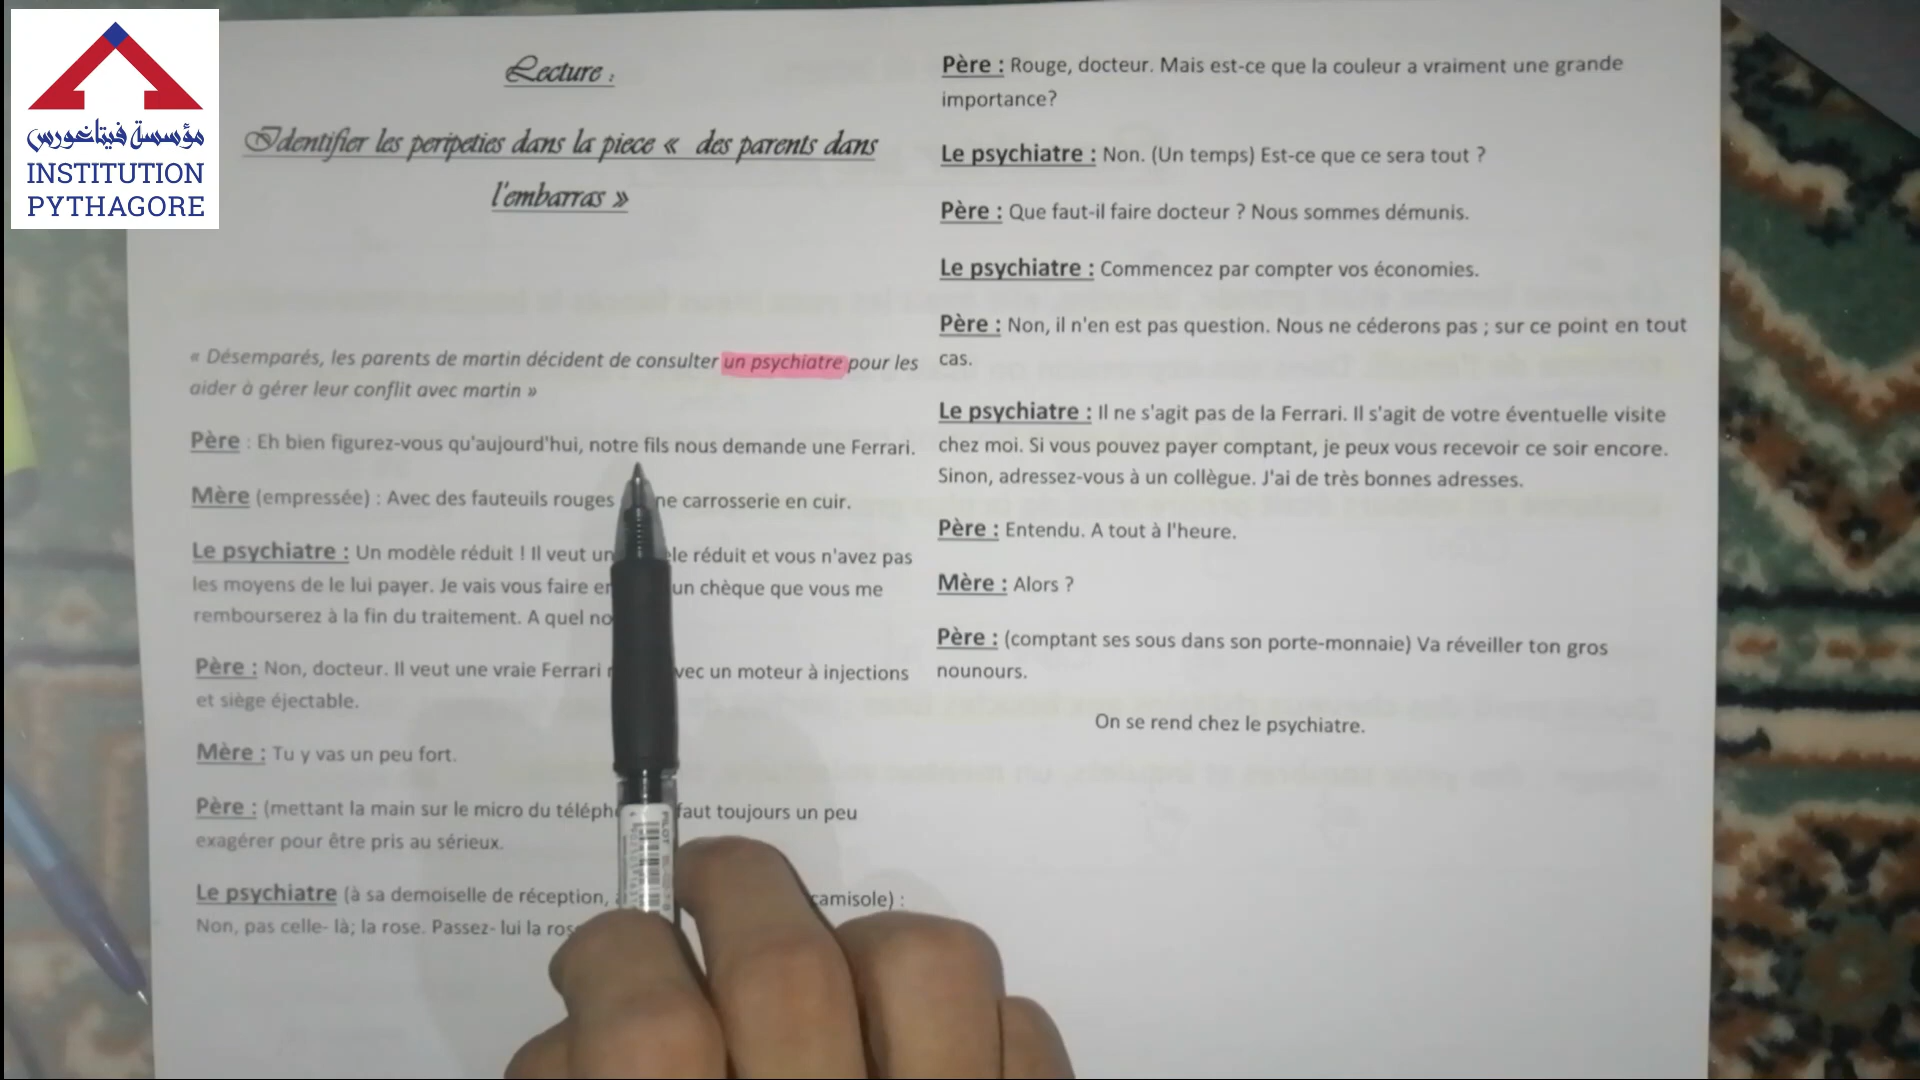 مؤسسة فيتاغورس
INSTITUTION
PYTHAGORE
Lecture :
Identifier les peripeties dans la piece « des parents dans
l'embarras »
« Désemparés, les parents de martin décident de consulter un psychiatre pour les
aider à gérer leur conflit avec martin »
Père : Eh bien figurez-vous qu'aujourd'hui, notre fils nous demande une Ferrari.
Mère (empressée) : Avec des fauteuils rouges ne carrosserie en cuir.
Le psychiatre : Un modèle réduit ! Il veut un le réduit et vous n'avez pas
les moyens de le lui payer. Je vais vous faire un chèque que vous me
rembourserez à la fin du traitement. A quel
Père : Non, docteur. Il veut une vraie Ferrari avec un moteur à injections
et siège éjectable.
Mère : Tu y vas un peu fort.
Père : (mettant la main sur le micro du faut toujours un peu
exagérer pour être pris au sérieux.
Le psychiatre (à sa demoiselle de réception, camisole) :
Non, pas celle- là; la rose. Passez- lui la
Père : Rouge, docteur. Mais est-ce que la couleur a vraiment une grande
importance?
Le psychiatre : Non. (Un temps) Est-ce que ce sera tout ?
Père : Que faut-il faire docteur ? Nous sommes démunis.
Le psychiatre : Commencez par compter vos économies.
Père : Non, il n'en est pas question. Nous ne céderons pas ; sur ce point en tout
cas.
Le psychiatre : Il ne s'agit pas de la Ferrari. Il s'agit de votre éventuelle visite
chez moi. Si vous pouvez payer comptant, je peux vous recevoir ce soir encore.
Sinon, adressez-vous à un collègue. J'ai de très bonnes adresses.
Père : Entendu. A tout à l'heure.
Mère : Alors ?
Père : (comptant ses sous dans son porte-monnaie) Va réveiller ton gros
nounours.
On se rend chez le psychiatre.